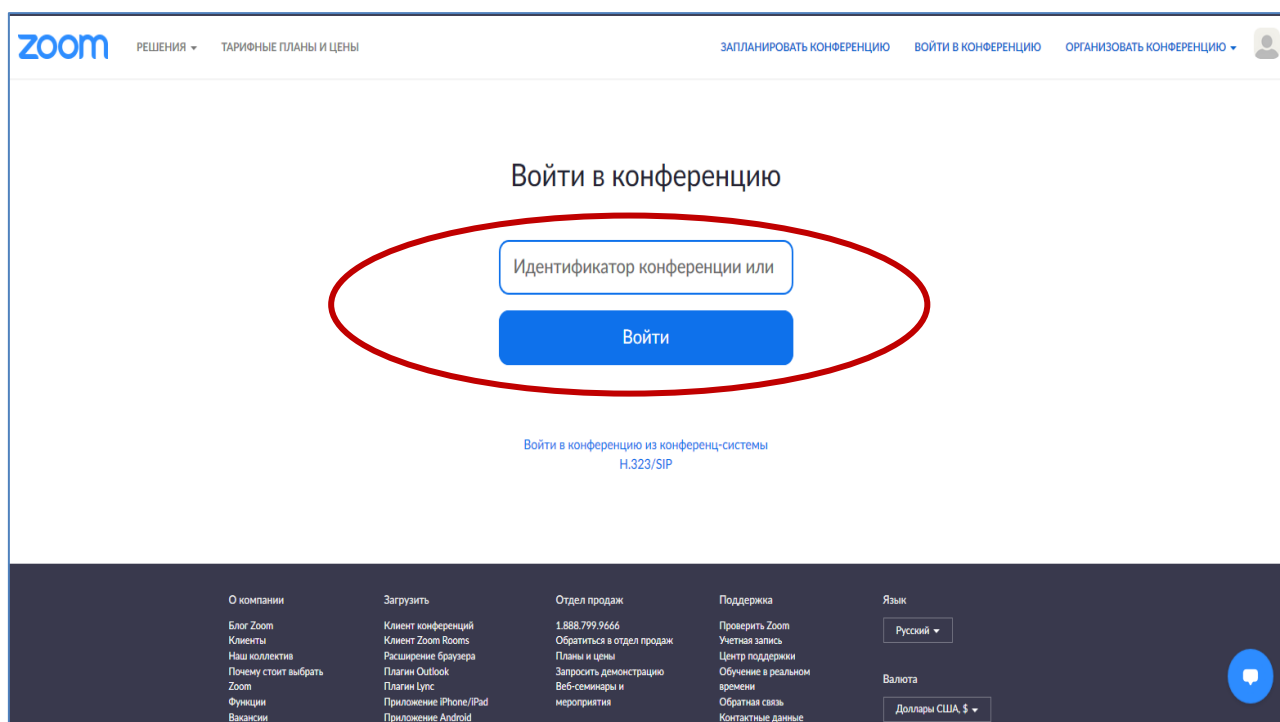 zoom
РЕШЕНИЯ
ТАРИФНЫЕ ПЛАНЫ И ЦЕНЫ
ЗАПЛАНИРОВАТЬ КОНФЕРЕНЦИЮ
ВОЙТИ В КОНФЕРЕНЦИЮ
ОРГАНИЗОВАТЬ КОНФЕРЕНЦИЮ
Войти в конференцию
Идентификатор конференции или
Войти
Войти в конференцию из конференц-системы
H.323/SIP
О компании
Блог Zoom
Клиенты
Наш коллектив
Почему стоит выбрать
Zoom
Функции
Вакансии
Загрузить
Клиент конференций
Клиент Zoom Rooms
Расширение браузера
Плагин Outlook
Плагин Lync
Приложение iPhone/iPad
Приложение Android
Отдел продаж
1.888.799.9666
Обратиться в отдел продаж
Планы и цены
Запросить демонстрацию
Веб-семинары и
мероприятия
Поддержка
Проверить Zoom
Учетная запись
Центр поддержки
Обучение в реальном
времени
Обратная связь
Контактные данные
Язык
Русский
Валюта
Доллары США, $